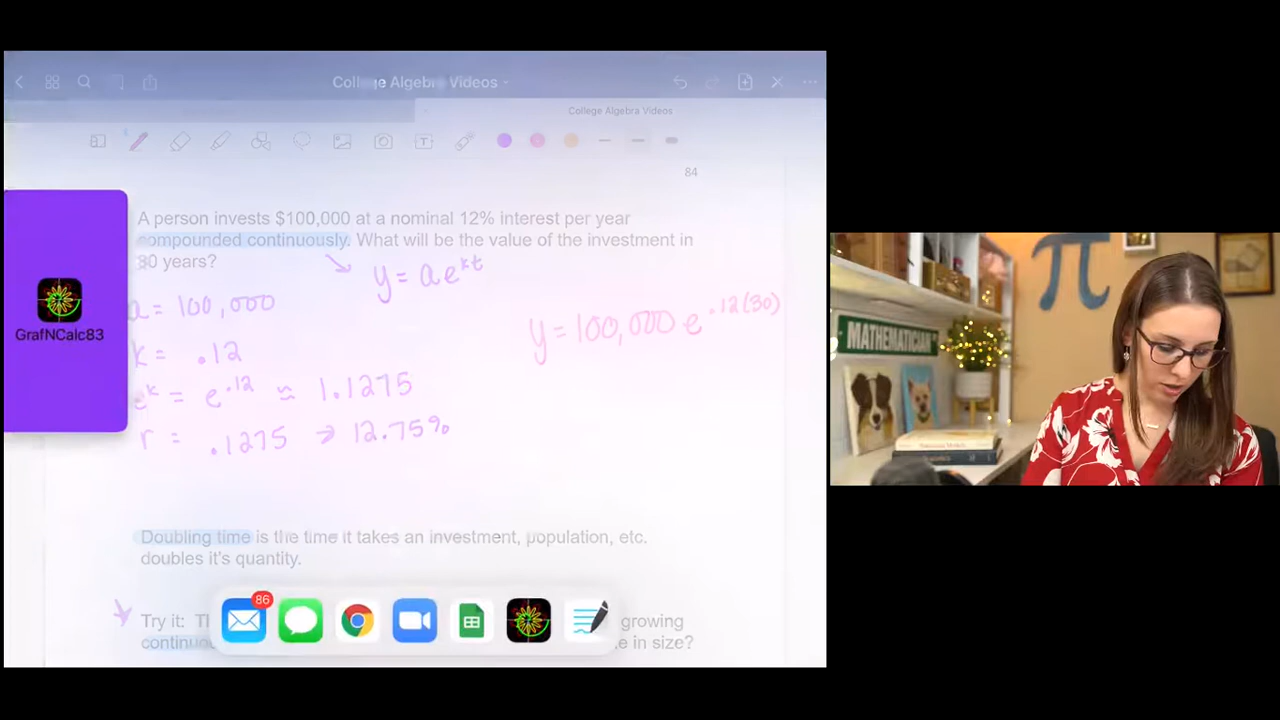 College Algebra Videos
College Algebra Videos
84
A person invests $100,000 at a nominal 12% interest per year
compounded continuously. What will be the value of the investment in
30 years?
y = ae^kt
a = 100,000
y = 100,000 e^.12(30)
GrafNCalc83
k = .12
e^k = e^.12 ≈ 1.1275
r = .1275 → 12.75%
MATHEMATICIAN
Doubling time is the time it takes an investment, population, etc.
doubles it's quantity.
86
Try it: growing
in size?